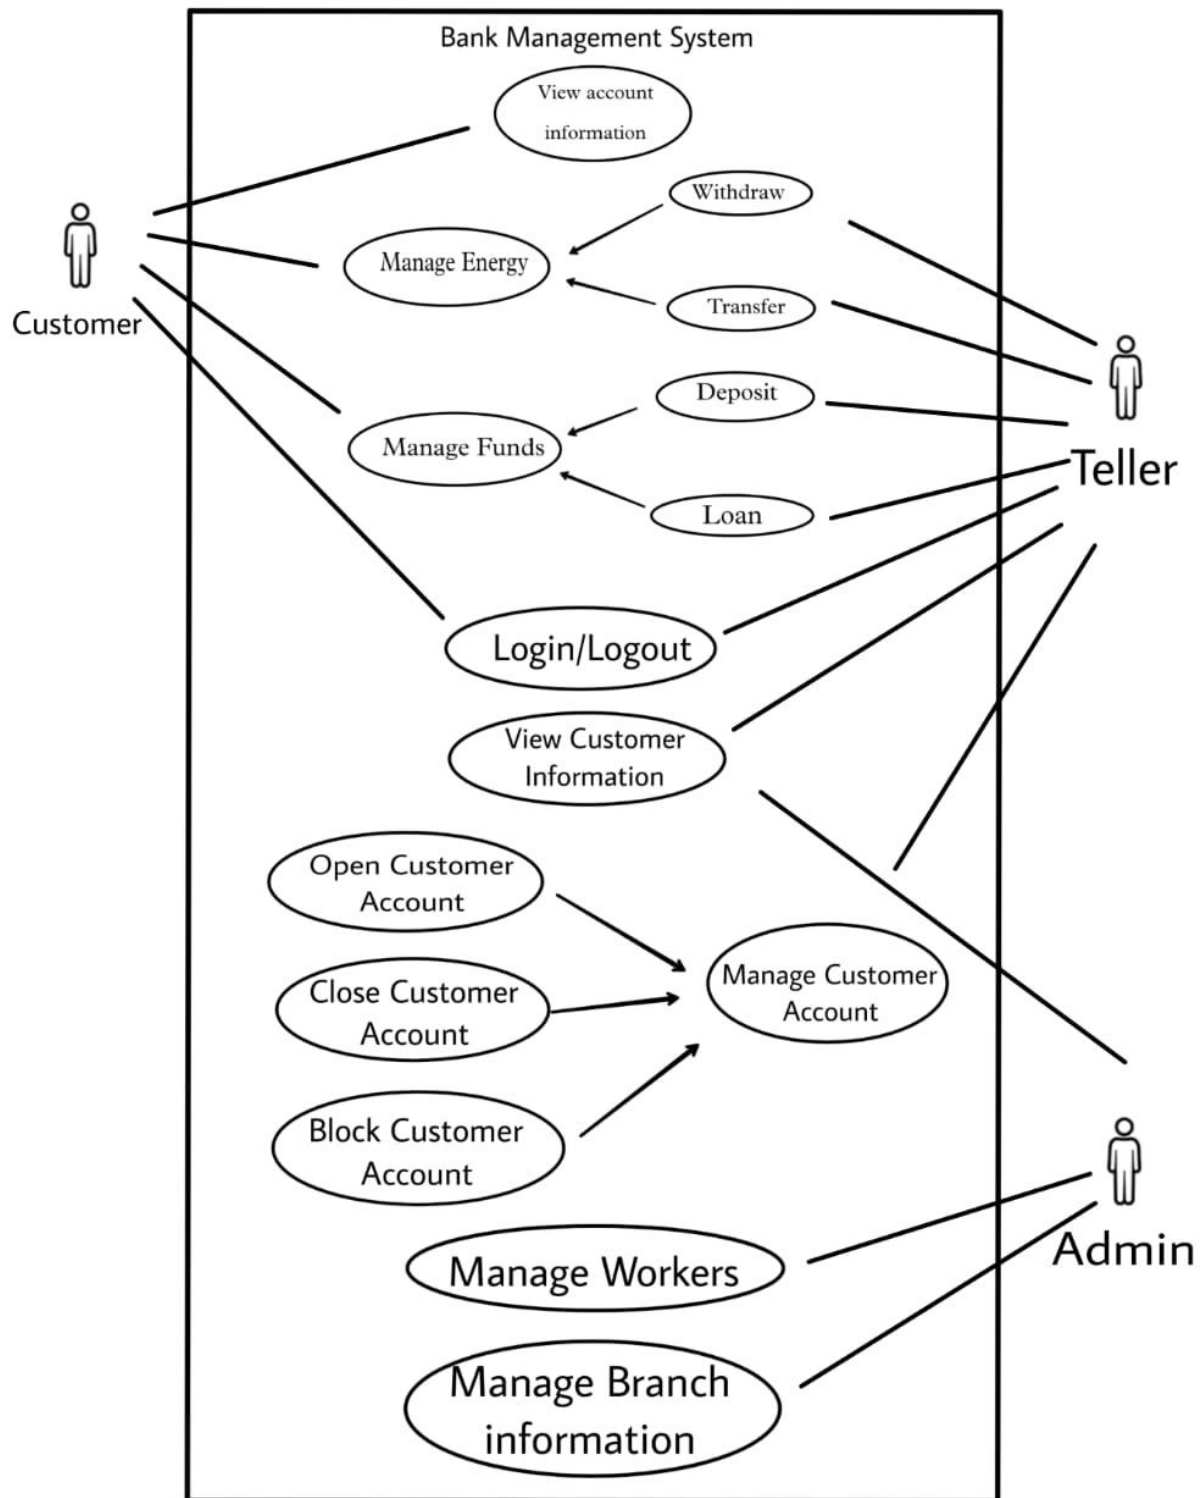 Bank Management System
View account
information
Withdraw
Manage Energy
Transfer
Customer
Deposit
Manage Funds
Teller
Loan
Login/Logout
View Customer
Information
Open Customer
Account
Manage Customer
Account
Close Customer
Account
Block Customer
Account
Admin
Manage Workers
Manage Branch
information